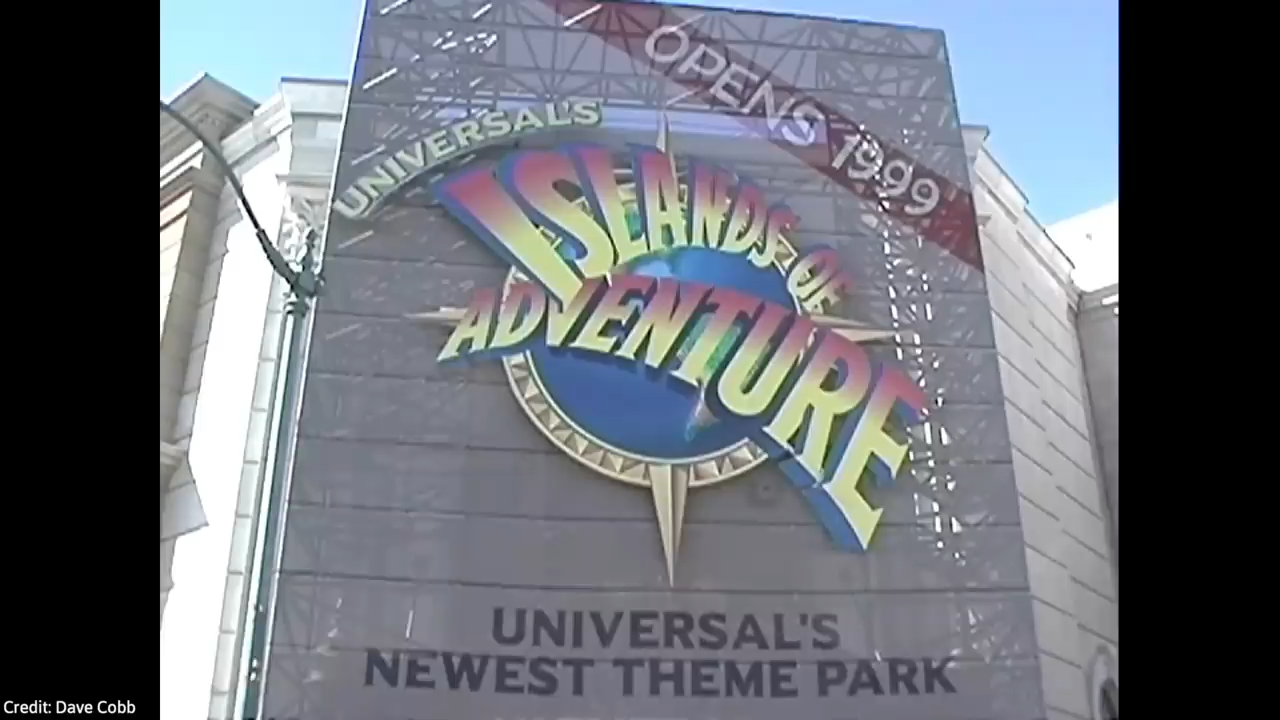 OPENS 1999
UNIVERSAL'S
ISLANDS OF
ADVENTURE
UNIVERSAL'S
NEWEST THEME PARK
Credit: Dave Cobb